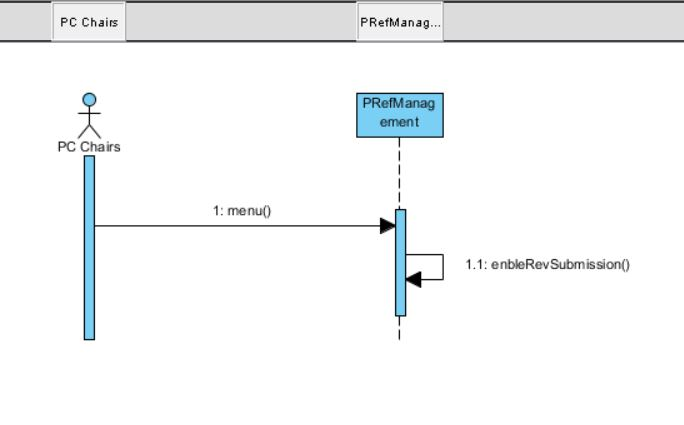 PC Chairs
PRefManag...
PRefManag
ement
PC Chairs
1: menu()
1.1: enbleRevSubmission()